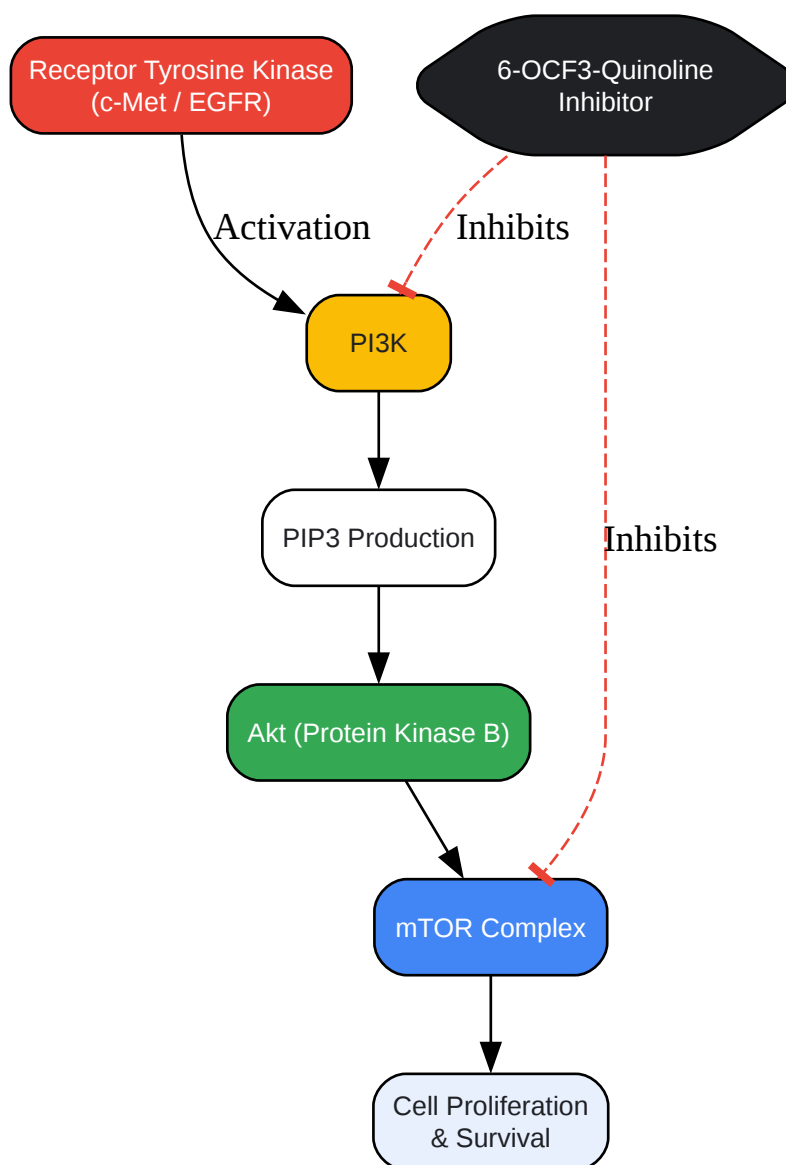 Receptor Tyrosine Kinase
(c-Met / EGFR)
6-OCF3-Quinoline
Inhibitor
Activation
Inhibits
PI3K
PIP3 Production
Inhibits
Akt (Protein Kinase B)
mTOR Complex
Cell Proliferation
& Survival